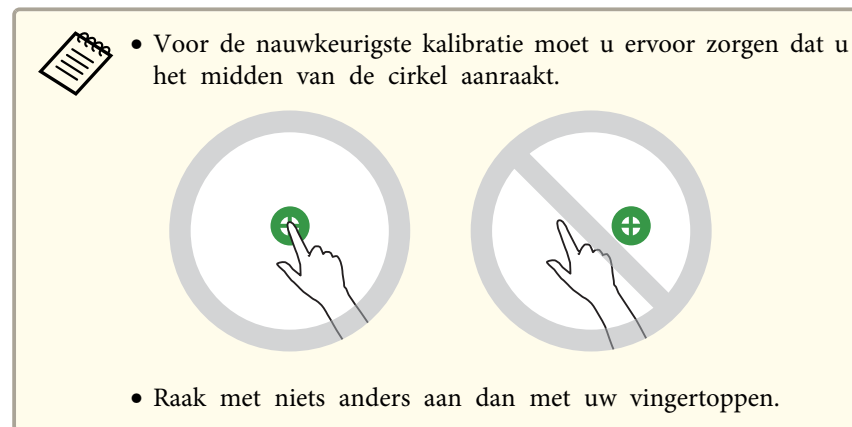 • Voor de nauwkeurigste kalibratie moet u ervoor zorgen dat u
het midden van de cirkel aanraakt.
• Raak met niets anders aan dan met uw vingertoppen.